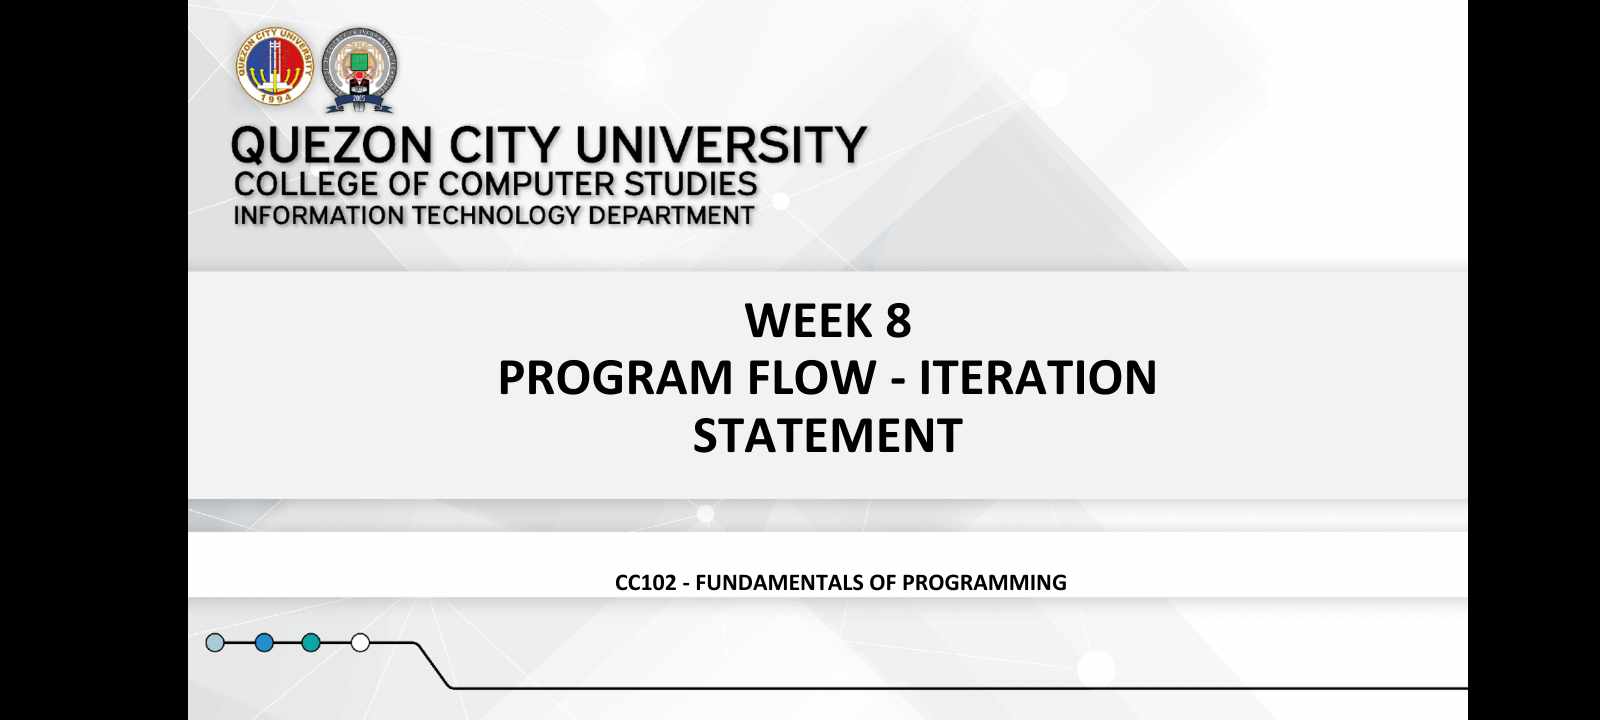 QUEZON CITY UNIVERSITY
1994
2005
QUEZON CITY UNIVERSITY
COLLEGE OF COMPUTER STUDIES
INFORMATION TECHNOLOGY DEPARTMENT
WEEK 8
PROGRAM FLOW - ITERATION
STATEMENT
CC102 - FUNDAMENTALS OF PROGRAMMING